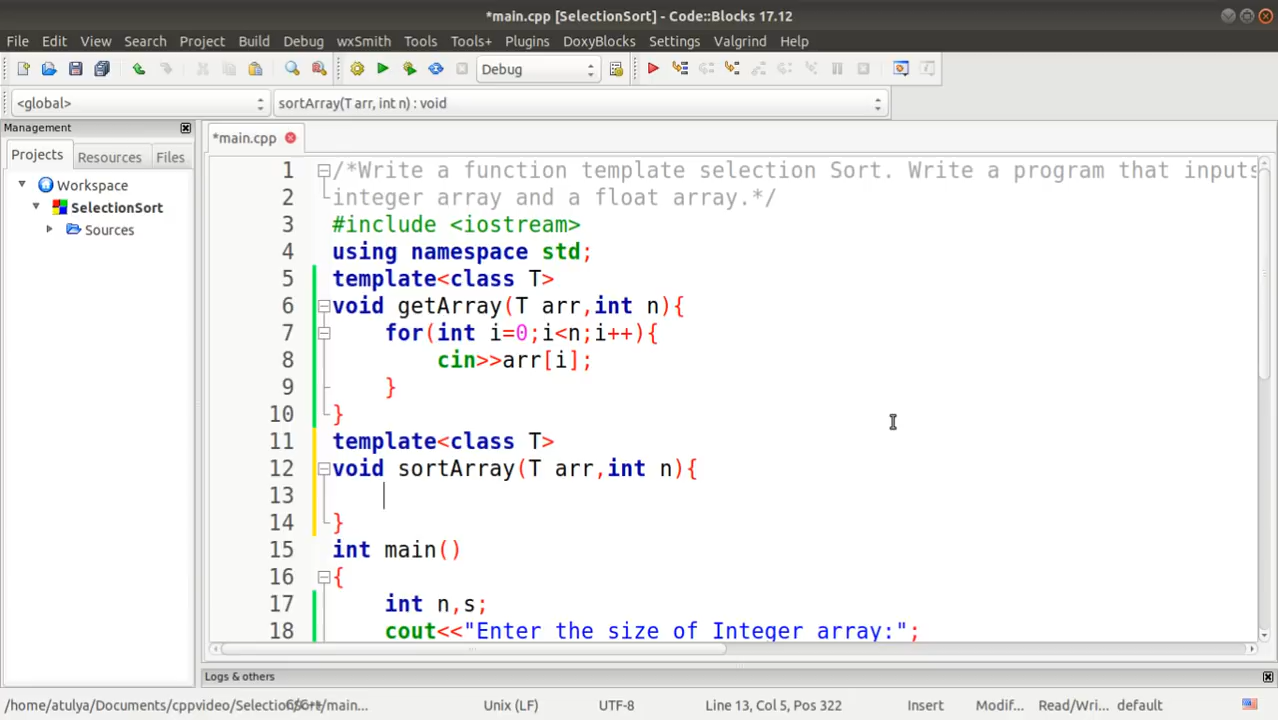 *main.cpp [SelectionSort] - Code::Blocks 17.12
File Edit View Search Project Build Debug wxSmith Tools Tools+ Plugins DoxyBlocks Settings Valgrind Help
Debug
<global> sortArray(T arr, int n) : void
Management
*main.cpp
Projects Resources Files
Workspace
SelectionSort
Sources
1 /*Write a function template selection Sort. Write a program that inputs
2 integer array and a float array.*/
3 #include <iostream>
4 using namespace std;
5 template<class T>
6 void getArray(T arr,int n){
7 for(int i=0;i<n;i++){
8 cin>>arr[i];
9 }
10 }
11 template<class T>
12 void sortArray(T arr,int n){
13
14 }
15 int main()
16 {
17 int n,s;
18 cout<<"Enter the size of Integer array:";
Logs & others
/home/atulya/Documents/cppvideo/Selection main... Unix (LF) UTF-8 Line 13, Col 5, Pos 322 Insert Modif... Read/Wri... default